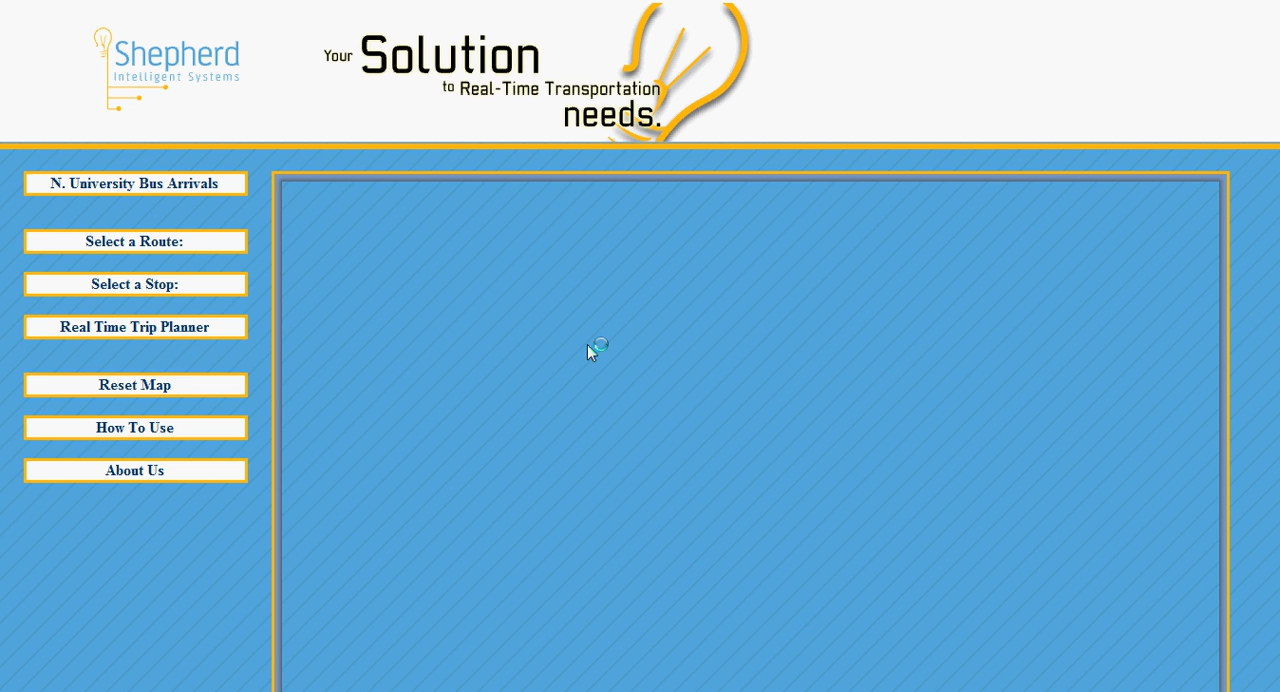 Shepherd
Intelligent Systems
Your Solution
to Real-Time Transportation
needs.
N. University Bus Arrivals
Select a Route:
Select a Stop:
Real Time Trip Planner
Reset Map
How To Use
About Us